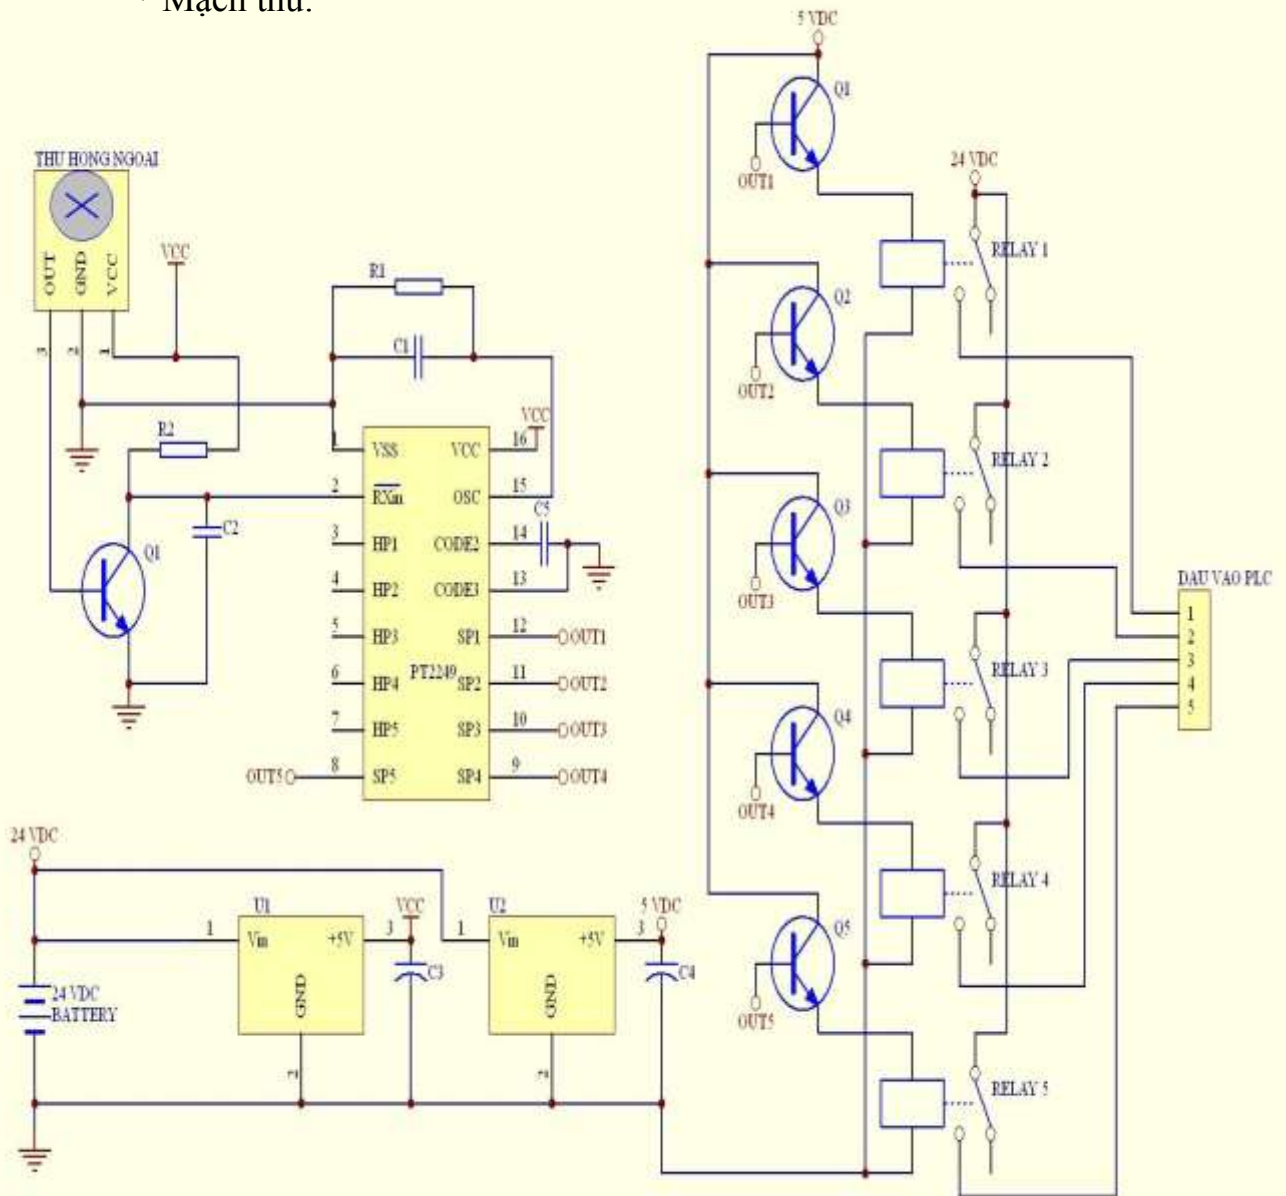 Mạch thu:
5 VDC
Q1
OUT1
THU HONG NGOAI
OUT
GND
VCC
3
2
1
VCC
24 VDC
RELAY 1
R1
C1
Q2
OUT2
R2
VCC
RELAY 2
1 VSS VCC 16
2 RXin OSC 15
C2
C5
3 HP1 CODE2 14
Q1
4 HP2 CODE3 13
5 HP3 SP1 12 OUT1
PT2249
6 HP4 SP2 11 OUT2
7 HP5 SP3 10 OUT3
OUT5 8 SP5 SP4 9 OUT4
Q3
OUT3
RELAY 3
DAU VAO PLC
1
2
3
4
5
Q4
OUT4
RELAY 4
24 VDC
U1
1 Vin +5V 3
GND
2
VCC
C3
U2
1 Vin +5V 3
GND
2
5 VDC
C4
24 VDC
BATTERY
Q5
OUT5
RELAY 5